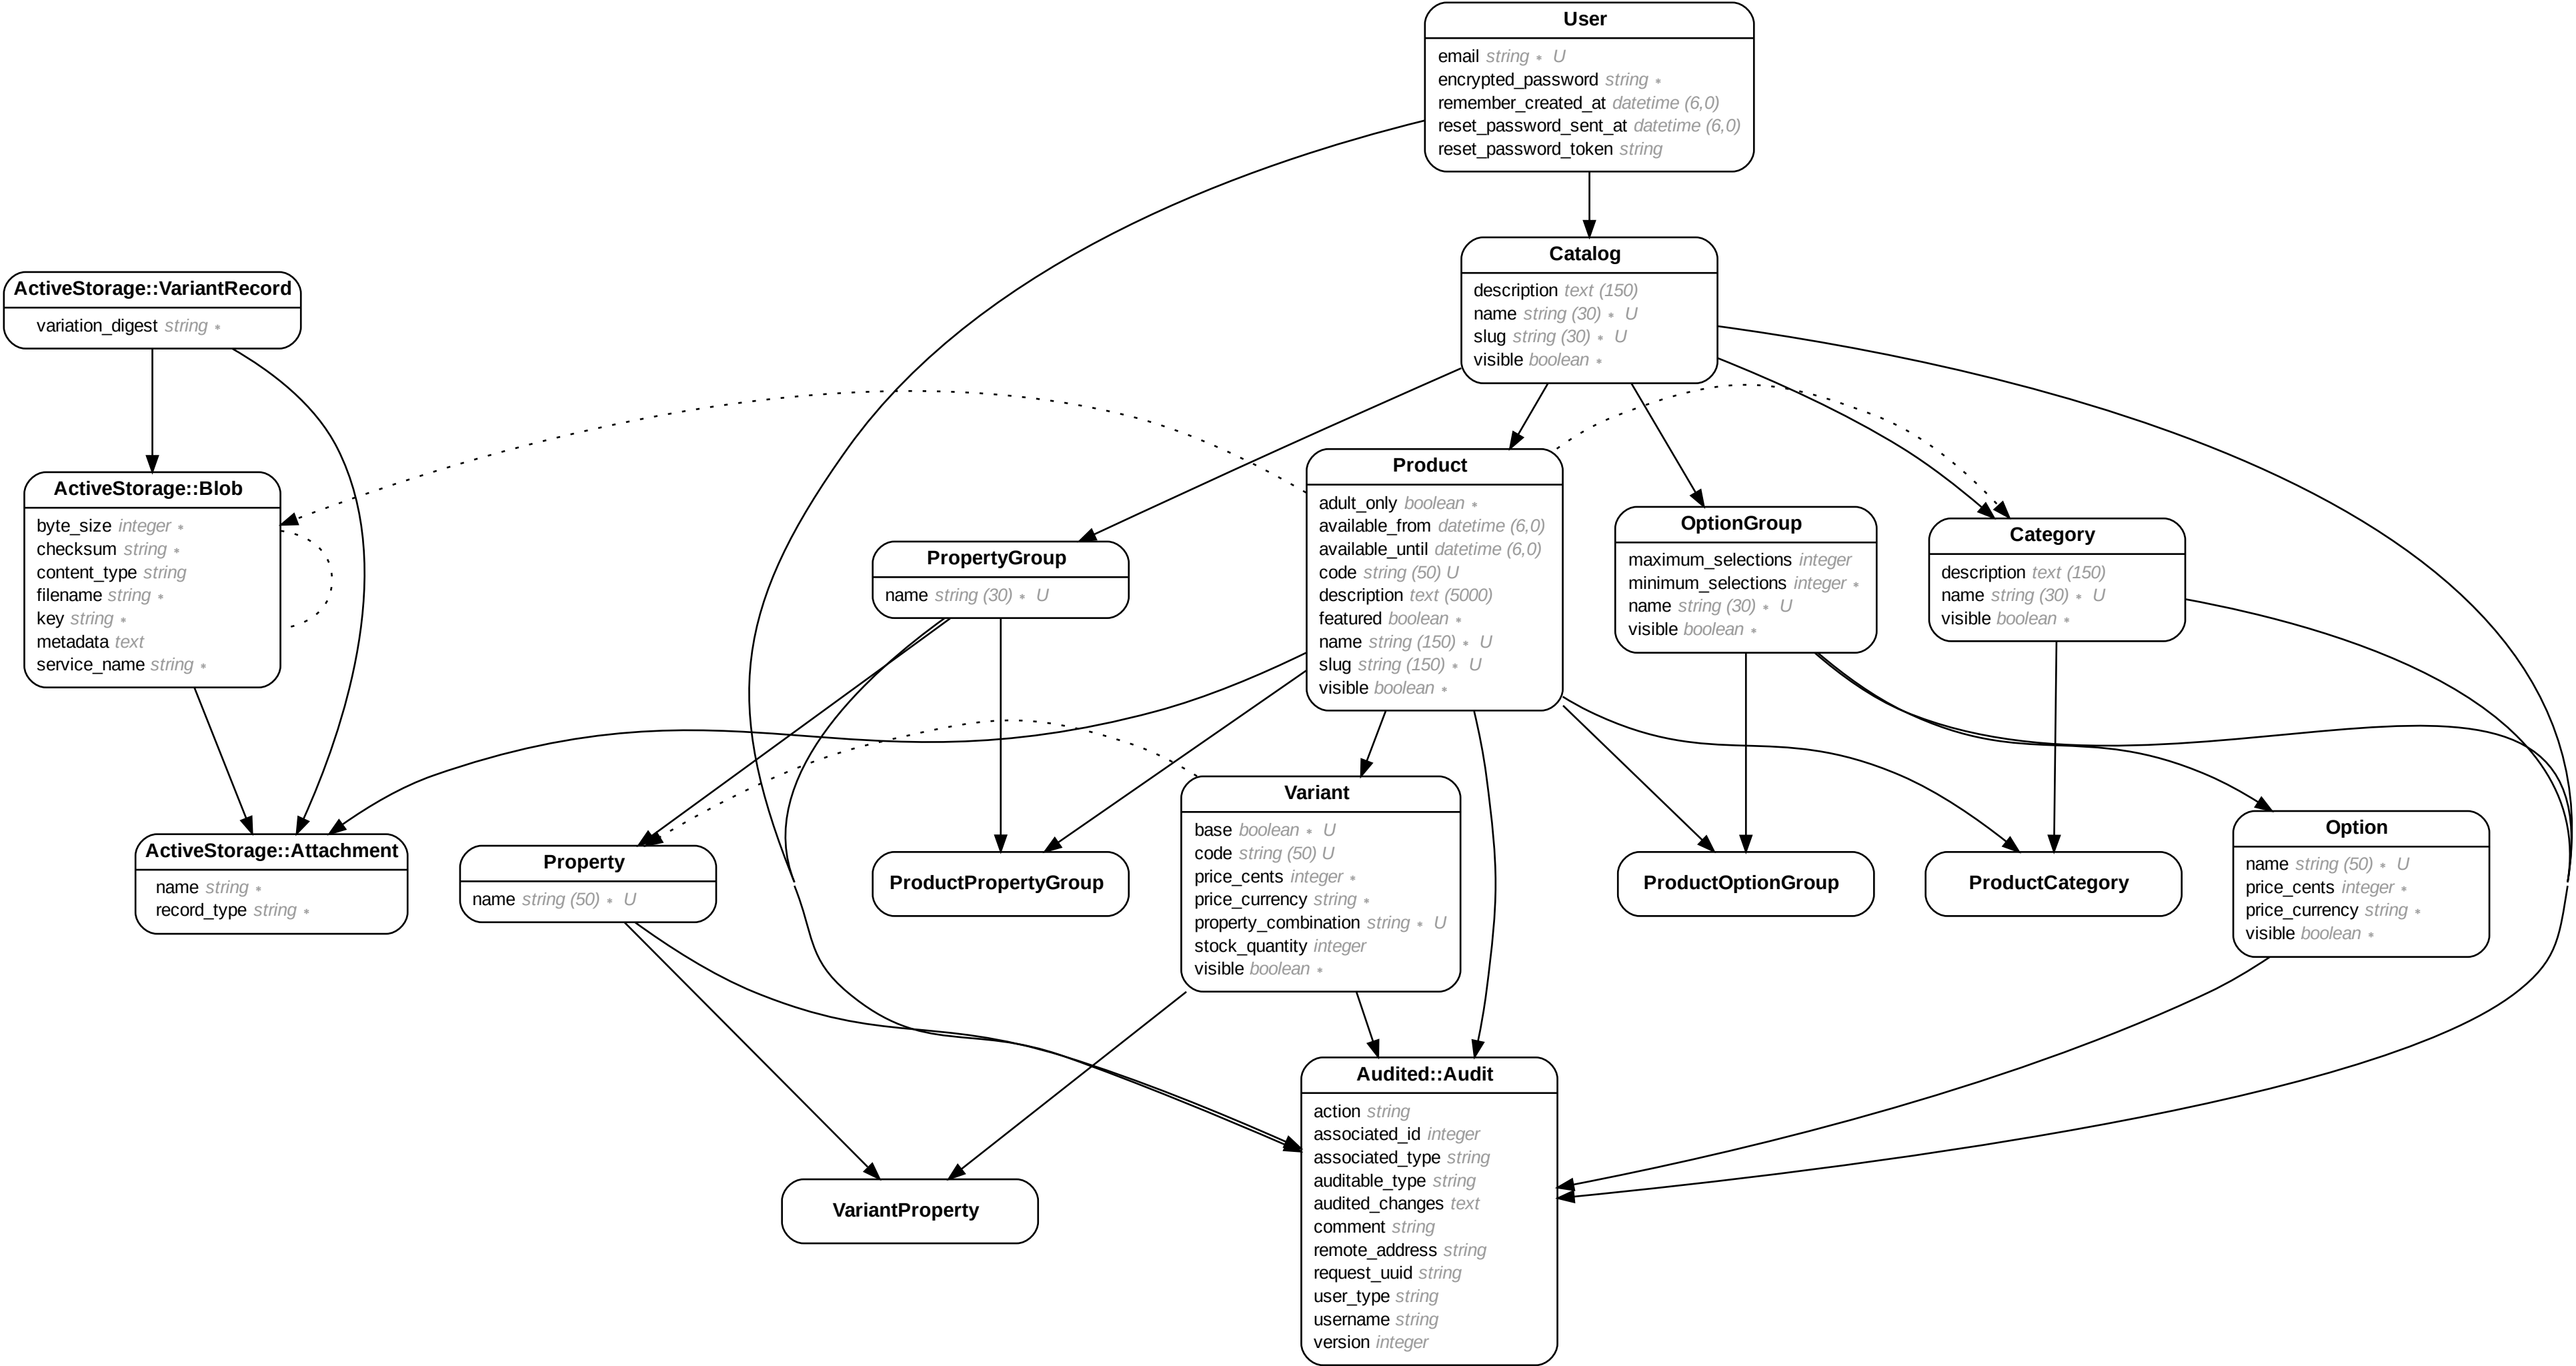 User
email string * U
encrypted_password string *
remember_created_at datetime (6,0)
reset_password_sent_at datetime (6,0)
reset_password_token string
Catalog
description text (150)
name string (30) * U
slug string (30) * U
visible boolean *
ActiveStorage::VariantRecord
variation_digest string *
ActiveStorage::Blob
byte_size integer *
checksum string *
content_type string
filename string *
key string *
metadata text
service_name string *
PropertyGroup
name string (30) * U
Product
adult_only boolean *
available_from datetime (6,0)
available_until datetime (6,0)
code string (50) U
description text (5000)
featured boolean *
name string (150) * U
slug string (150) * U
visible boolean *
OptionGroup
maximum_selections integer
minimum_selections integer *
name string (30) * U
visible boolean *
Category
description text (150)
name string (30) * U
visible boolean *
ActiveStorage::Attachment
name string *
record_type string *
Property
name string (50) * U
ProductPropertyGroup
Variant
base boolean * U
code string (50) U
price_cents integer *
price_currency string *
property_combination string * U
stock_quantity integer
visible boolean *
ProductOptionGroup
ProductCategory
Option
name string (50) * U
price_cents integer *
price_currency string *
visible boolean *
VariantProperty
Audited::Audit
action string
associated_id integer
associated_type string
auditable_type string
audited_changes text
comment string
remote_address string
request_uuid string
user_type string
username string
version integer